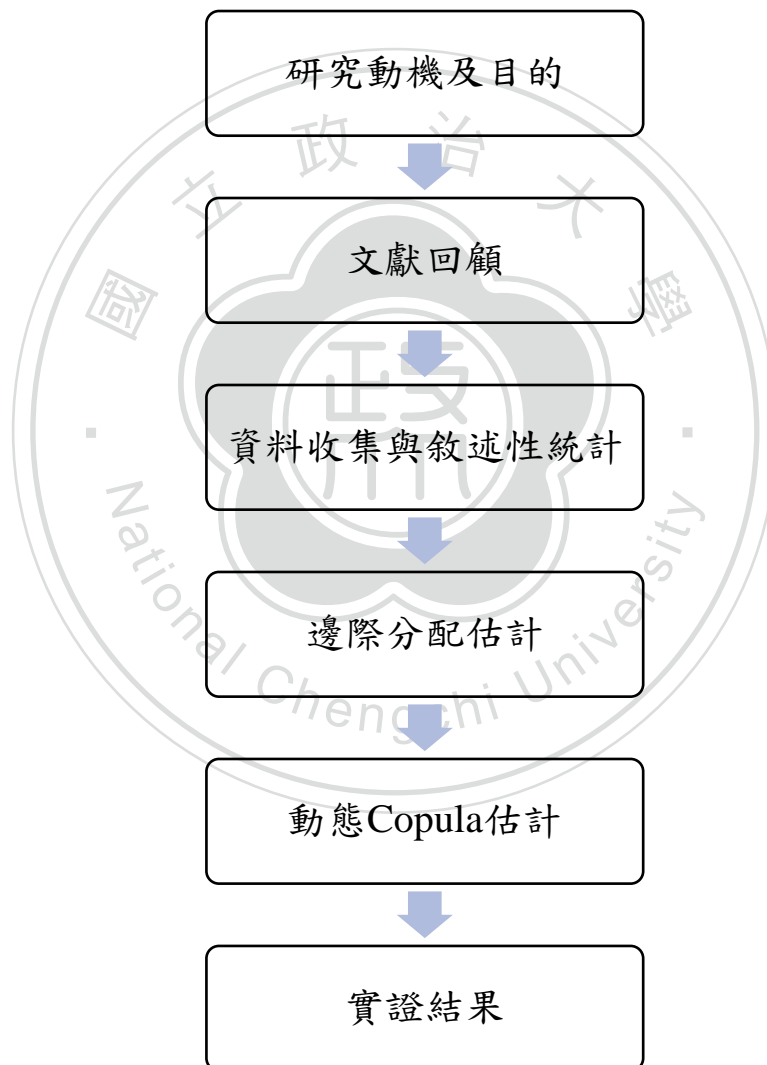 研究動機及目的
國立政治大學
文獻回顧
政
資料收集與敘述性統計
邊際分配估計
National Chengchi University
動態Copula估計
實證結果